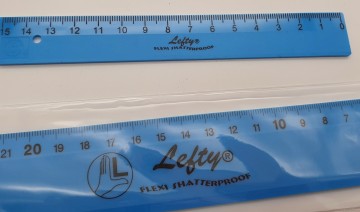 15 14 13 12 11 10 9 8 7 6 5 4 3 2 1 0
Lefty®
FLEXI SHATTERPROOF
21 20 19 18 17 16 15 14 13 12 11 10 9 8 7
L
Lefty®
FLEXI SHATTERPROOF